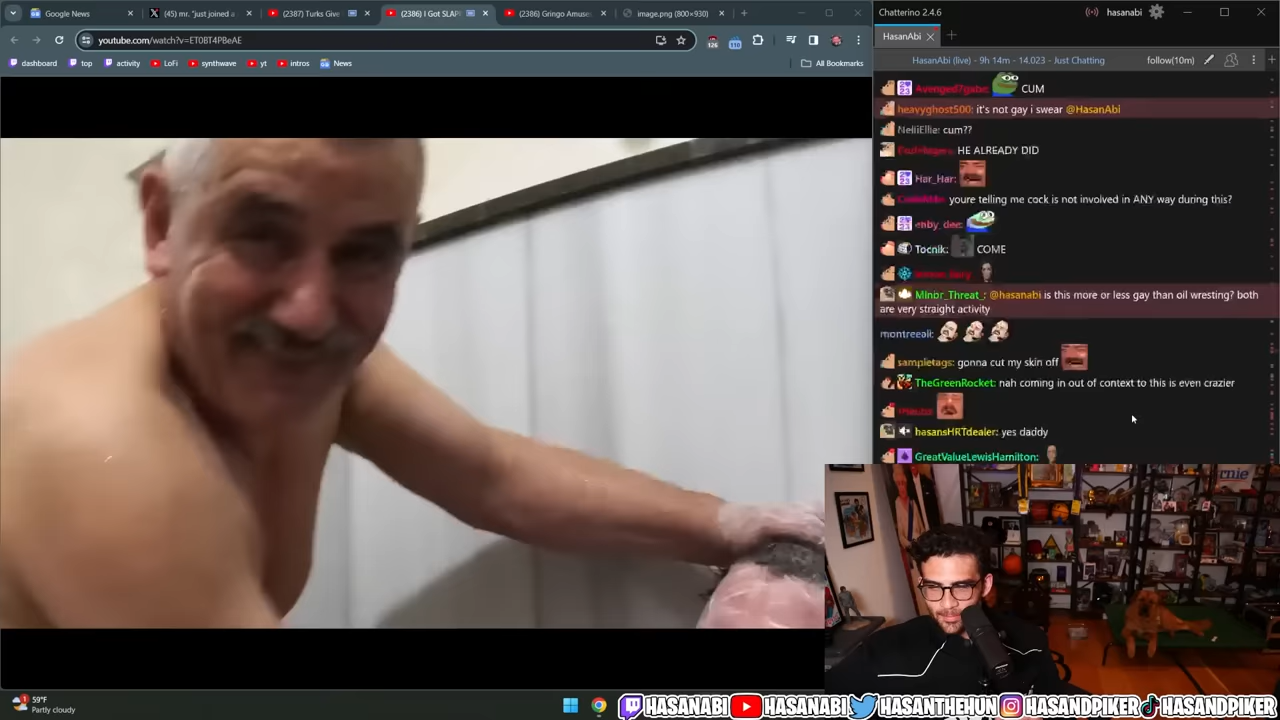 Google News
(45) mr. "just joined a
(2387) Turks Give
(2386) I Got SLAP
(2386) Gringo Amuse
image.png (800×930)
Chatterino 2.4.6
hasanabi
youtube.com/watch?v=ET0BT4PBeAE
126
110
HasanAbi
dashboard
top
activity
LoFi
synthwave
yt
intros
News
All Bookmarks
HasanAbi (live) - 9h 14m - 14.023 - Just Chatting
follow(10m)
Avenged7gabe: CUM
heavyghost500: it's not gay i swear @HasanAbi
NelliEllie: cum??
HE ALREADY DID
Har_Har:
youre telling me cock is not involved in ANY way during this?
enby_dee:
Tocnik: COME
Minor_Threat_: @hasanabi is this more or less gay than oil wresting? both
are very straight activity
montreeall:
sampletags: gonna cut my skin off
TheGreenRocket: nah coming in out of context to this is even crazier
hasansHRTdealer: yes daddy
GreatValueLewisHamilton:
ernie
1
59°F
Partly cloudy
HASANABI
HASANABI
HASANTHEHUN
HASANDPIKER
HASANDPIKER